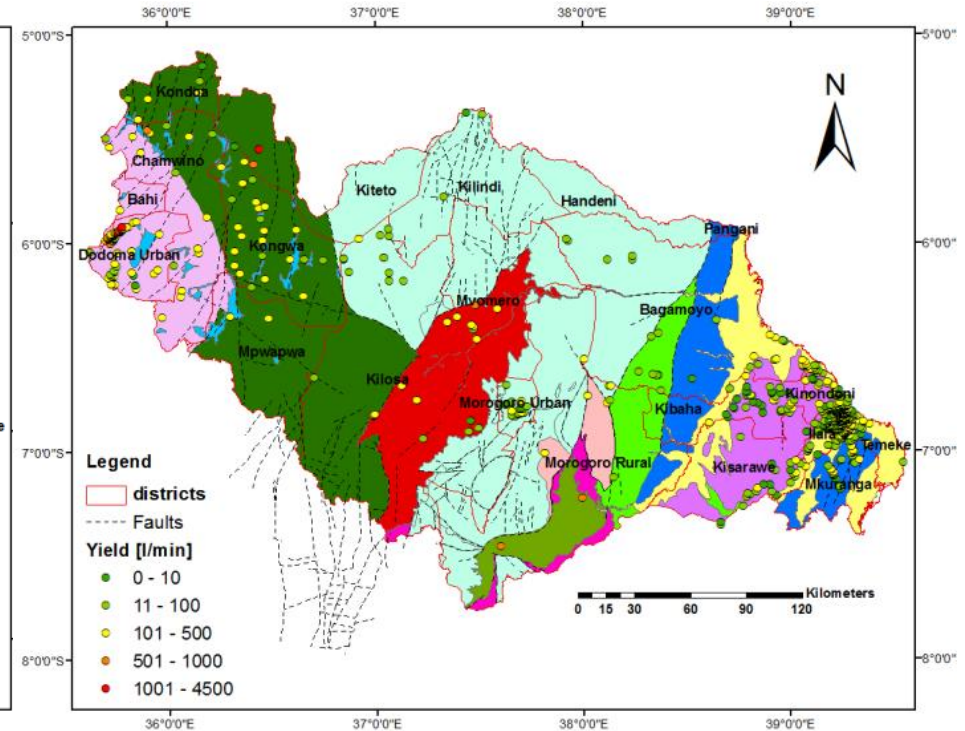 36°0'0"E 37°0'0"E 38°0'0"E 39°0'0"E
5°0'0"S 5°0'0"S
N
Kondoa
Chamwino
Kiteto
Kilindi
Bahi
Handeni
Pangani
6°0'0"S 6°0'0"S
Kongwa
Dodoma Urban
Mvomero
Bagamoyo
Mpwapwa
Kilosa
Kinondoni
Morogoro Urban
Kibaha
Ilala
Temeke
7°0'0"S 7°0'0"S
Morogoro Rural
Kisarawe
Mkuranga
Legend
districts
Faults
Yield [l/min]
0 - 10
11 - 100
101 - 500
501 - 1000
1001 - 4500
Kilometers
0 15 30 60 90 120
8°0'0"S 8°0'0"S
36°0'0"E 37°0'0"E 38°0'0"E 39°0'0"E